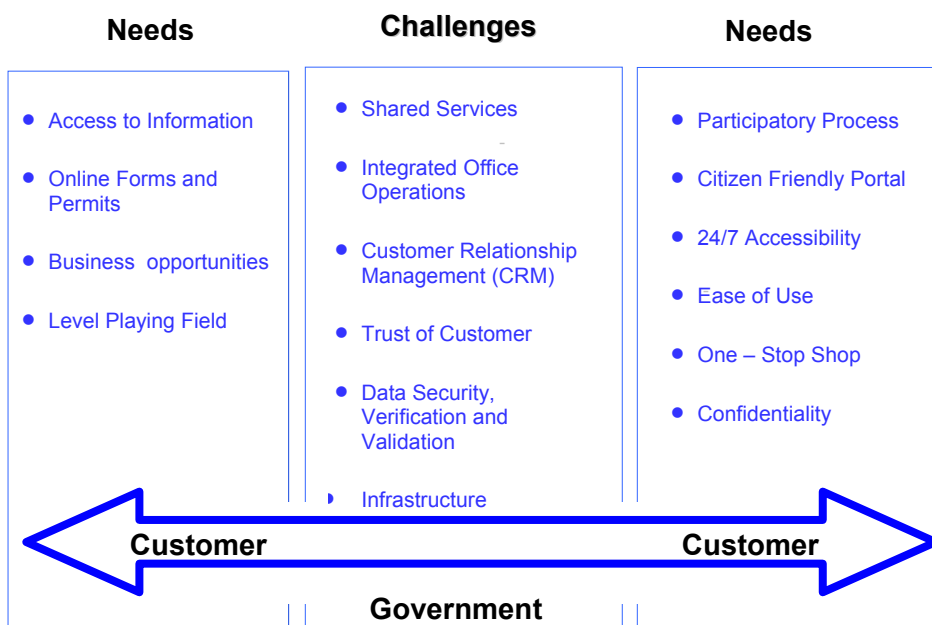 Needs
Challenges
Needs
Access to Information
Online Forms and
Permits
Business opportunities
Level Playing Field
Shared Services
Integrated Office
Operations
Customer Relationship
Management (CRM)
Trust of Customer
Data Security,
Verification and
Validation
Infrastructure
Participatory Process
Citizen Friendly Portal
24/7 Accessibility
Ease of Use
One – Stop Shop
Confidentiality
Customer
Customer
Government